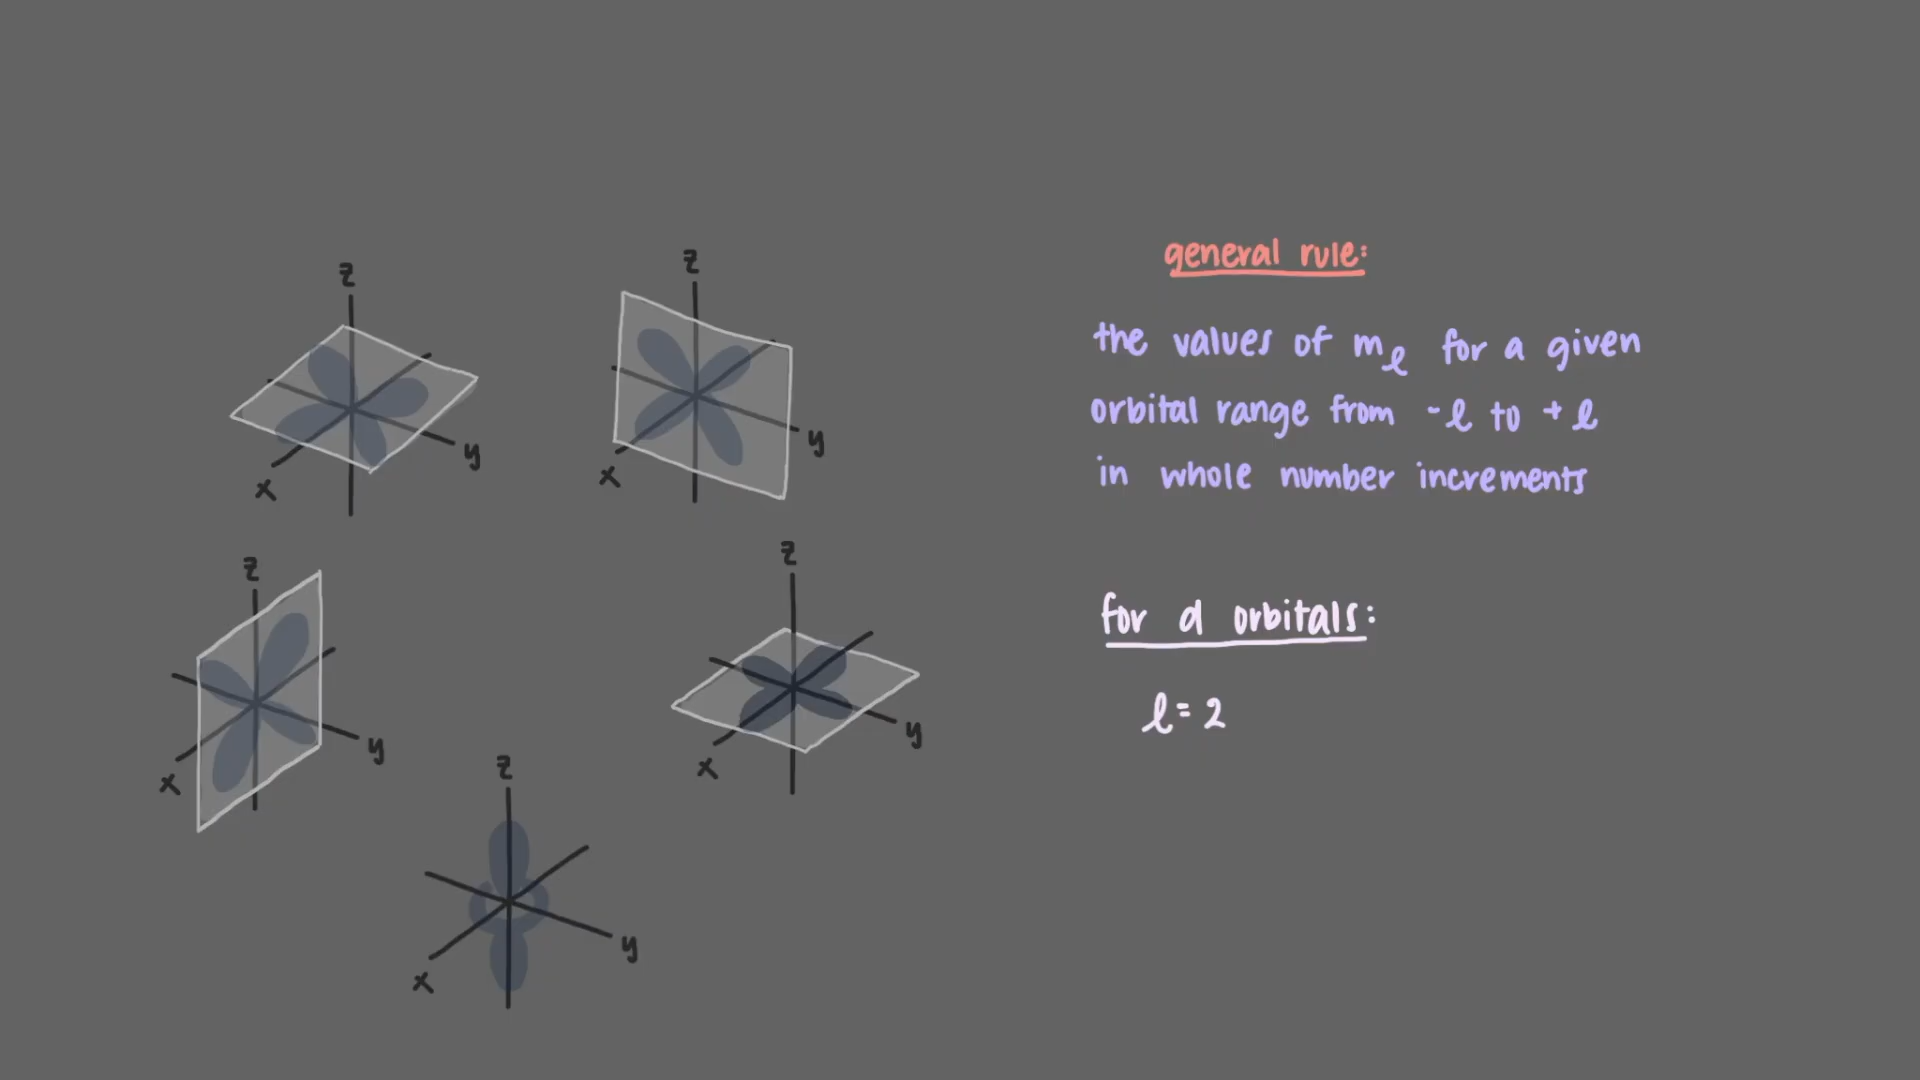 z
y
x
z
y
x
z
y
x
z
y
x
z
y
x
general rule:
the values of mℓ for a given
orbital range from -ℓ to +ℓ
in whole number increments
for d orbitals:
ℓ = 2